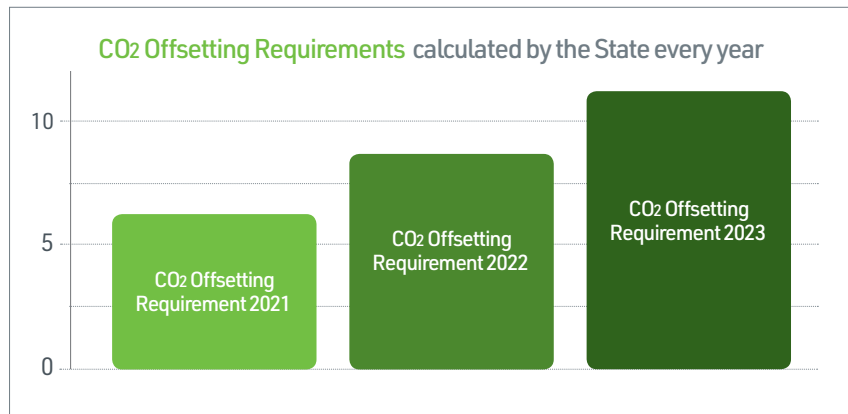 CO2 Offsetting Requirements calculated by the State every year
10
5
0
CO2 Offsetting
Requirement 2021
CO2 Offsetting
Requirement 2022
CO2 Offsetting
Requirement 2023